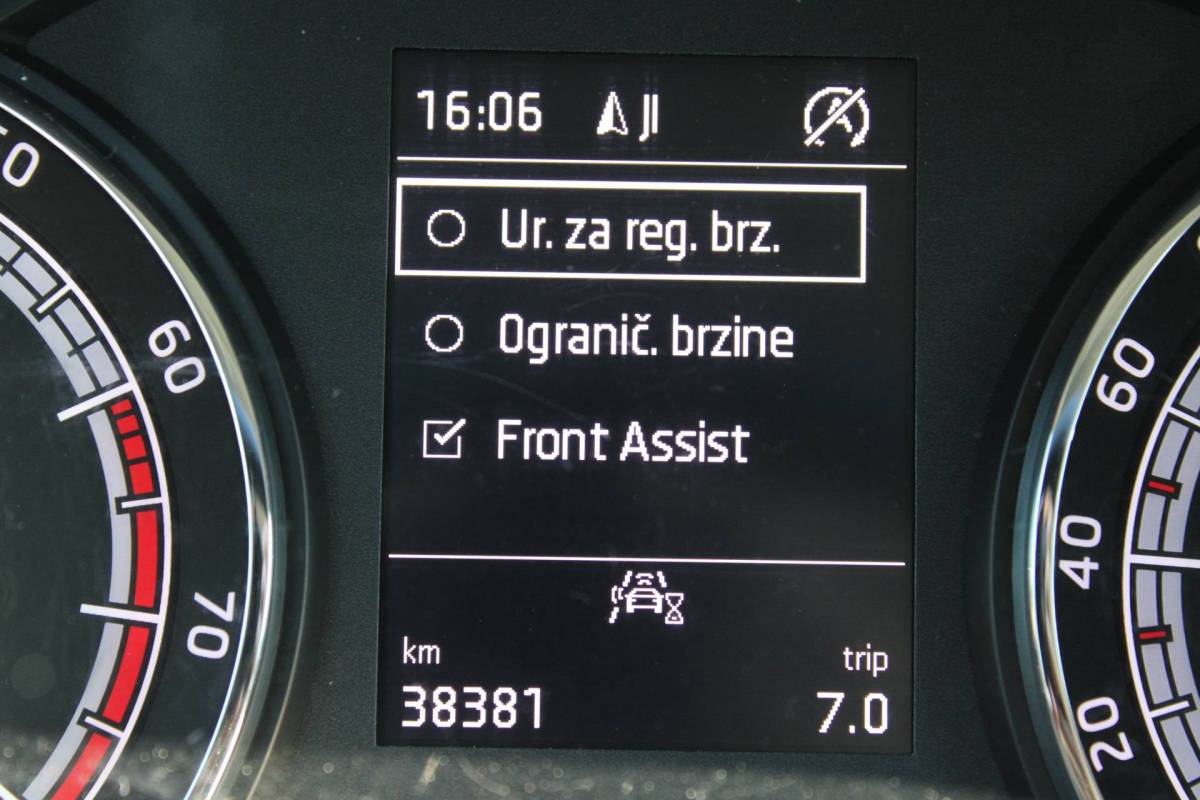 16:06 JI
Ur. za reg. brz.
Ogranič. brzine
Front Assist
km
trip
38381
7.0
60
70
60
40
20